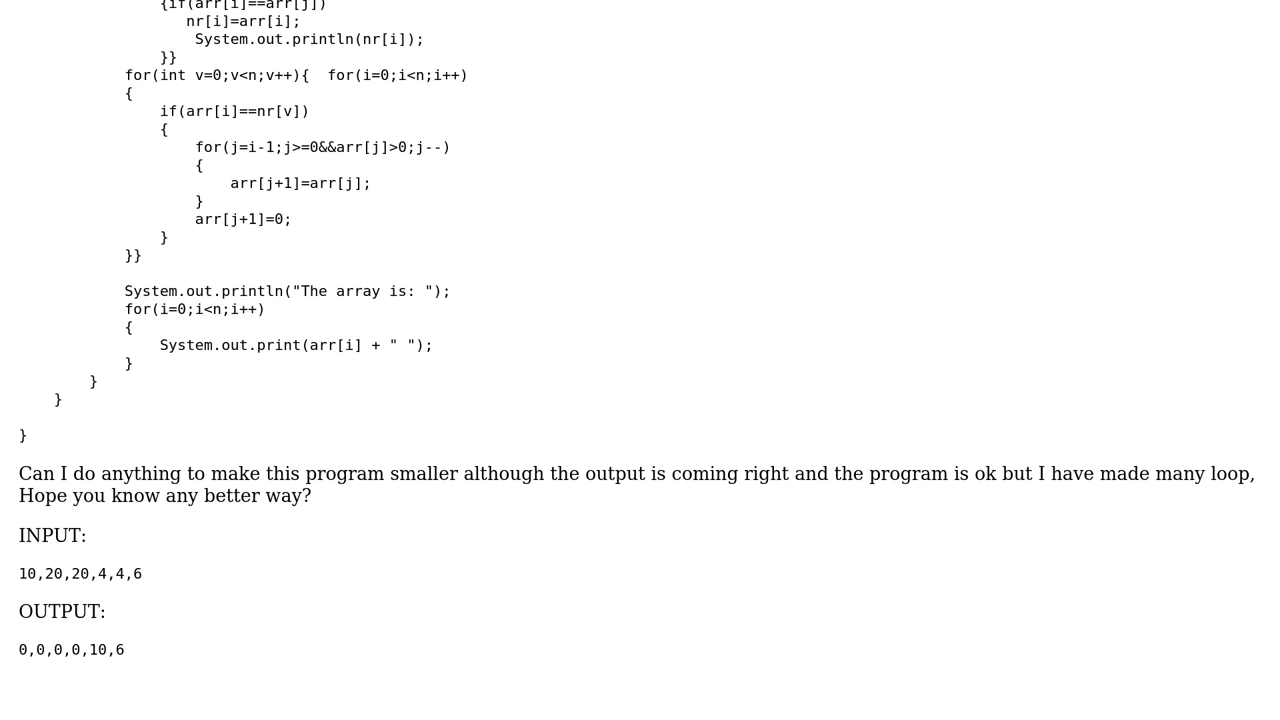 {if(arr[i]==arr[j])
nr[i]=arr[i];
System.out.println(nr[i]);
}}
for(int v=0;v<n;v++){  for(i=0;i<n;i++)
{
if(arr[i]==nr[v])
{
for(j=i-1;j>=0&&arr[j]>0;j--)
{
arr[j+1]=arr[j];
}
arr[j+1]=0;
}
}}
System.out.println("The array is: ");
for(i=0;i<n;i++)
{
System.out.print(arr[i] + " ");
}
}
}
}
Can I do anything to make this program smaller although the output is coming right and the program is ok but I have made many loop,
Hope you know any better way?
INPUT:
10,20,20,4,4,6
OUTPUT:
0,0,0,0,10,6